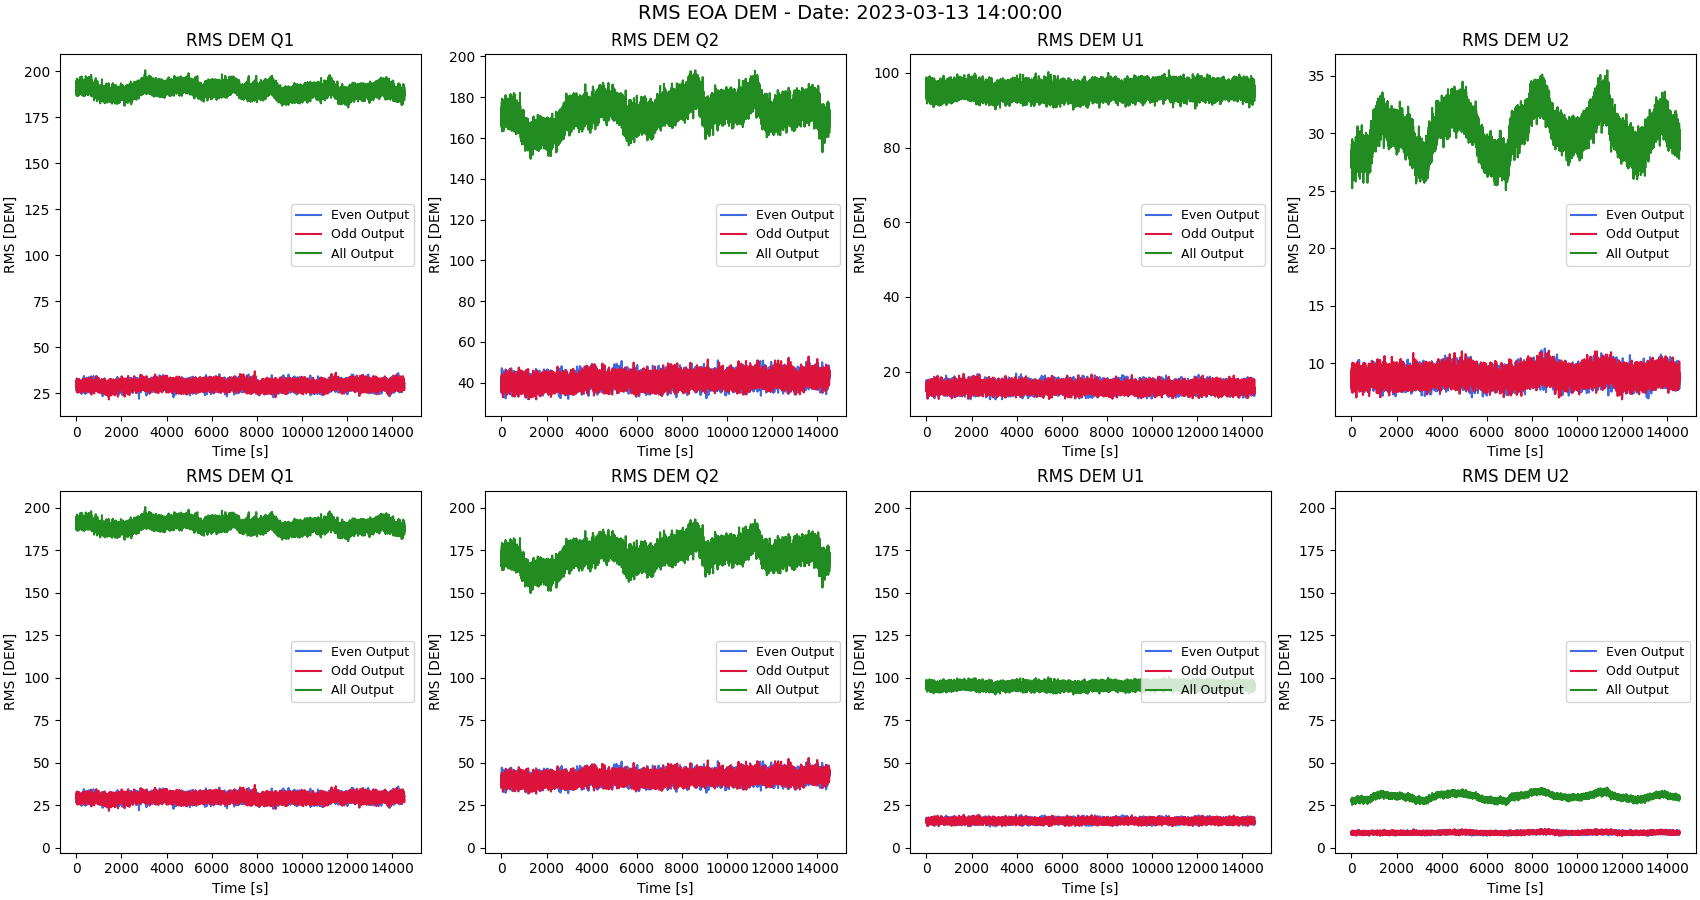 RMS EOA DEM - Date: 2023-03-13 14:00:00
RMS DEM Q1
200
175
150
125
100
75
50
25
RMS [DEM]
Even Output
Odd Output
All Output
0 2000 4000 6000 8000 10000 12000 14000
Time [s]
RMS DEM Q2
200
180
160
140
120
100
80
60
40
RMS [DEM]
Even Output
Odd Output
All Output
0 2000 4000 6000 8000 10000 12000 14000
Time [s]
RMS DEM U1
100
80
60
40
20
RMS [DEM]
Even Output
Odd Output
All Output
0 2000 4000 6000 8000 10000 12000 14000
Time [s]
RMS DEM U2
35
30
25
20
15
10
RMS [DEM]
Even Output
Odd Output
All Output
0 2000 4000 6000 8000 10000 12000 14000
Time [s]
RMS DEM Q1
200
175
150
125
100
75
50
25
0
RMS [DEM]
Even Output
Odd Output
All Output
0 2000 4000 6000 8000 10000 12000 14000
Time [s]
RMS DEM Q2
200
175
150
125
100
75
50
25
0
RMS [DEM]
Even Output
Odd Output
All Output
0 2000 4000 6000 8000 10000 12000 14000
Time [s]
RMS DEM U1
200
175
150
125
100
75
50
25
0
RMS [DEM]
Even Output
Odd Output
All Output
0 2000 4000 6000 8000 10000 12000 14000
Time [s]
RMS DEM U2
200
175
150
125
100
75
50
25
0
RMS [DEM]
Even Output
Odd Output
All Output
0 2000 4000 6000 8000 10000 12000 14000
Time [s]